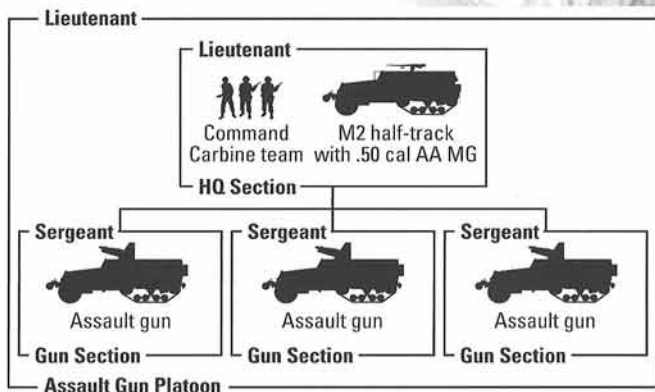 Lieutenant
Lieutenant
Command
Carbine team
M2 half-track
with .50 cal AA MG
HQ Section
Sergeant
Assault gun
Gun Section
Sergeant
Assault gun
Gun Section
Sergeant
Assault gun
Gun Section
Assault Gun Platoon